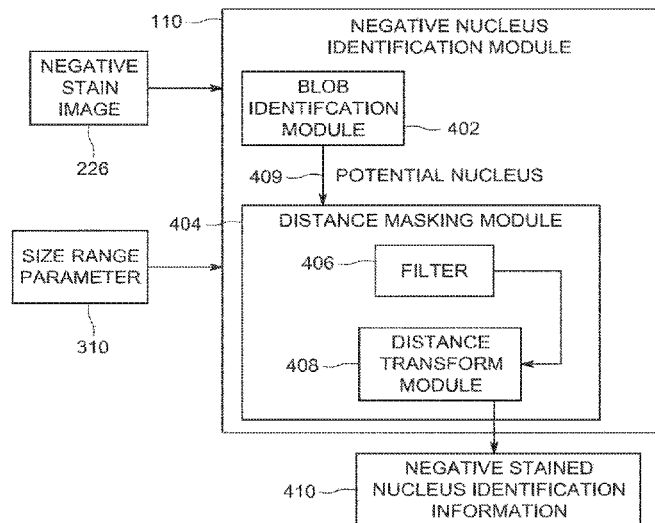 110
NEGATIVE NUCLEUS
IDENTIFICATION MODULE
NEGATIVE
STAIN
IMAGE
226
BLOB
IDENTIFCATION
MODULE
402
409
POTENTIAL NUCLEUS
404
DISTANCE MASKING MODULE
SIZE RANGE
PARAMETER
310
406
FILTER
408
DISTANCE
TRANSFORM
MODULE
410
NEGATIVE STAINED
NUCLEUS IDENTIFICATION
INFORMATION